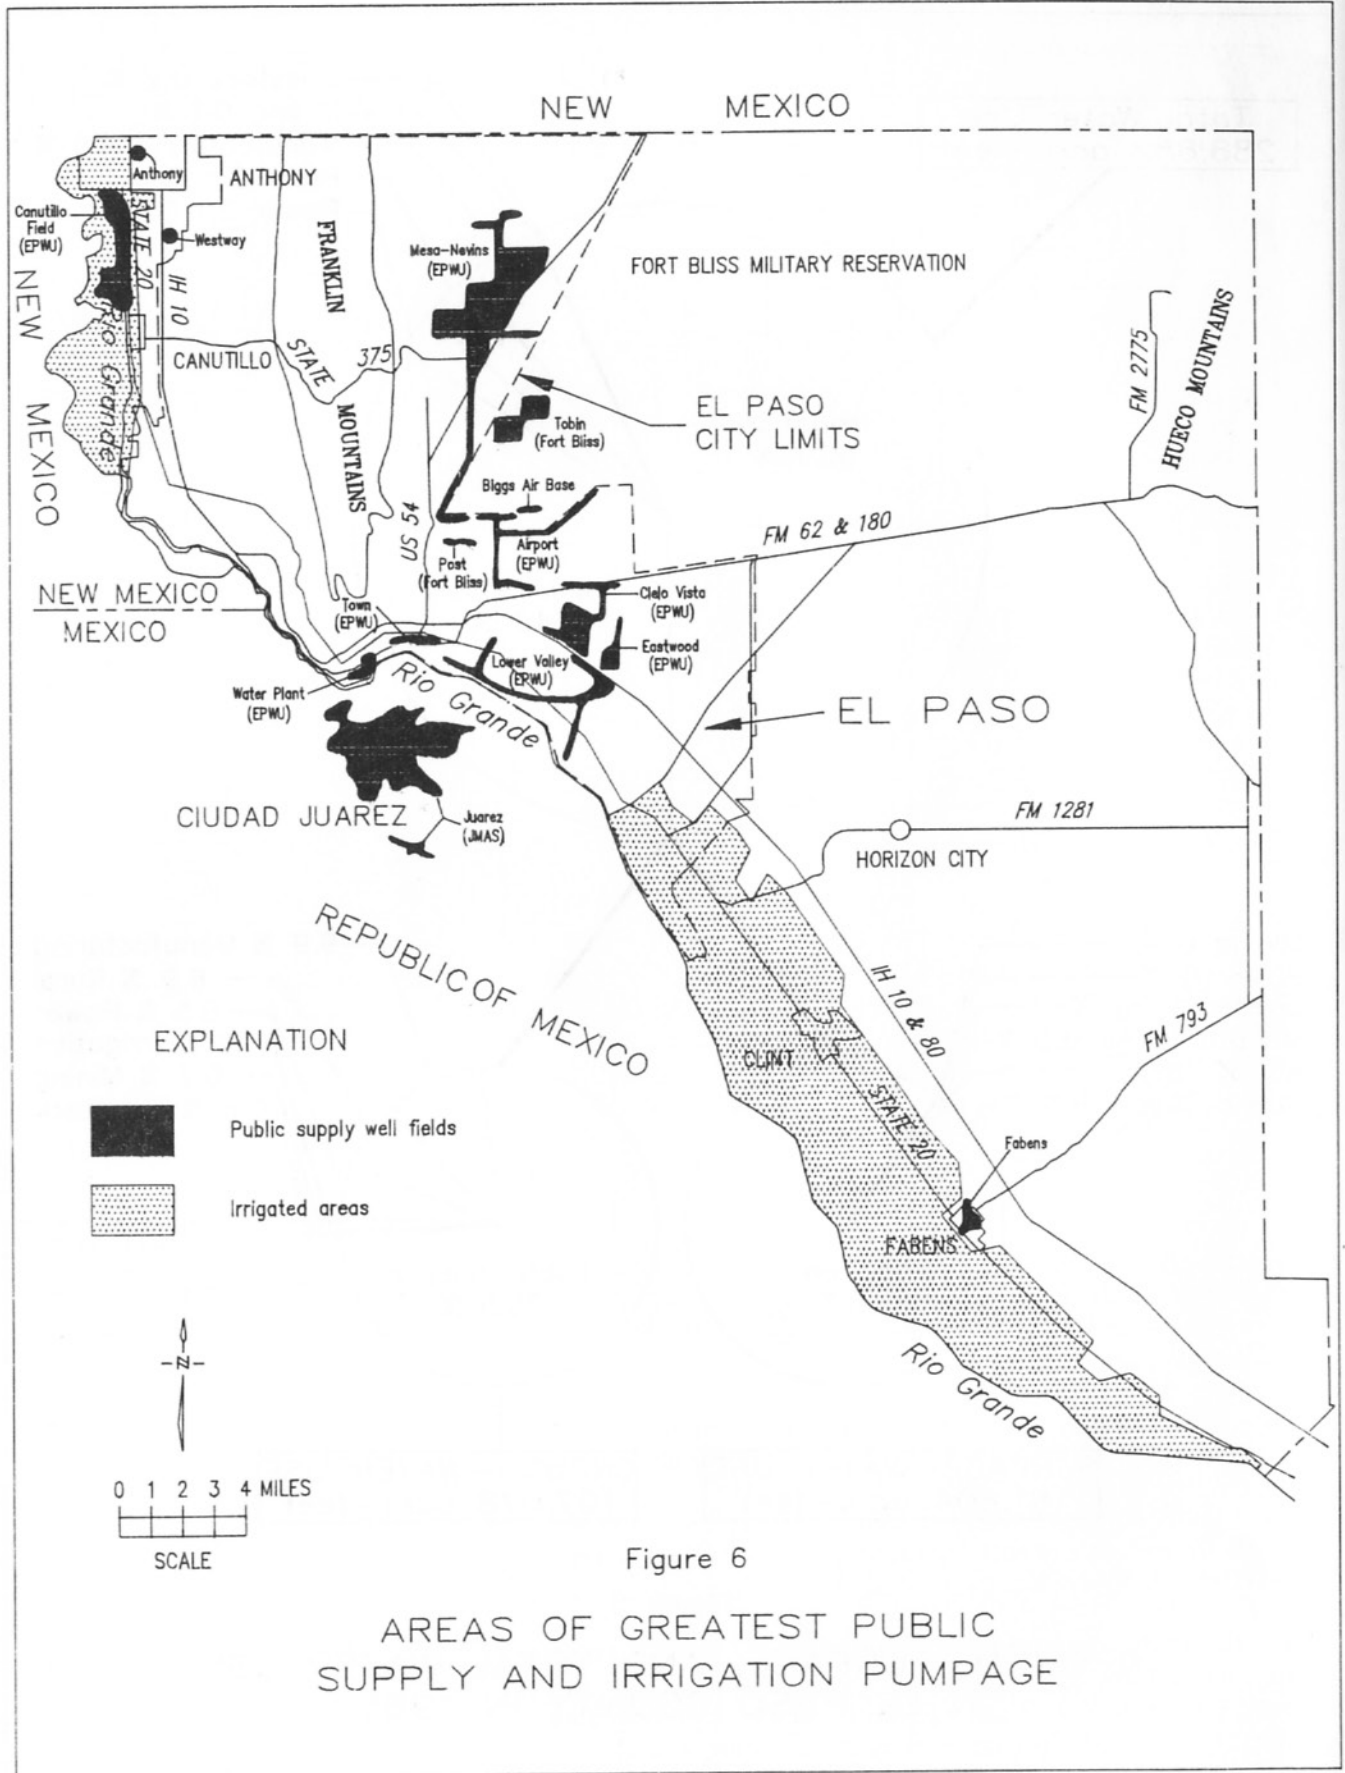 NEW MEXICO
Anthony
ANTHONY
Canutillo
Field
(EPWU)
STATE 20
Westway
IH 10
NEW MEXICO
Rio Grande
CANUTILLO
FRANKLIN
MOUNTAINS
STATE
375
Mesa-Nevins
(EPWU)
FORT BLISS MILITARY RESERVATION
FM 2775
HUECO MOUNTAINS
EL PASO
CITY LIMITS
Tobin
(Fort Bliss)
Biggs Air Base
US 54
Airport
(EPWU)
Post
(Fort Bliss)
FM 62 & 180
NEW MEXICO
MEXICO
Town
(EPWU)
Cielo Vista
(EPWU)
Eastwood
(EPWU)
Lower Valley
(EPWU)
Water Plant
(EPWU)
Rio Grande
EL PASO
CIUDAD JUAREZ
Juarez
(JMAS)
FM 1281
HORIZON CITY
REPUBLIC OF MEXICO
IH 10 & 80
FM 793
CLINT
STATE 20
Fabens
FABENS
Rio Grande
EXPLANATION
Public supply well fields
Irrigated areas
N
0 1 2 3 4 MILES
SCALE
Figure 6
AREAS OF GREATEST PUBLIC
SUPPLY AND IRRIGATION PUMPAGE